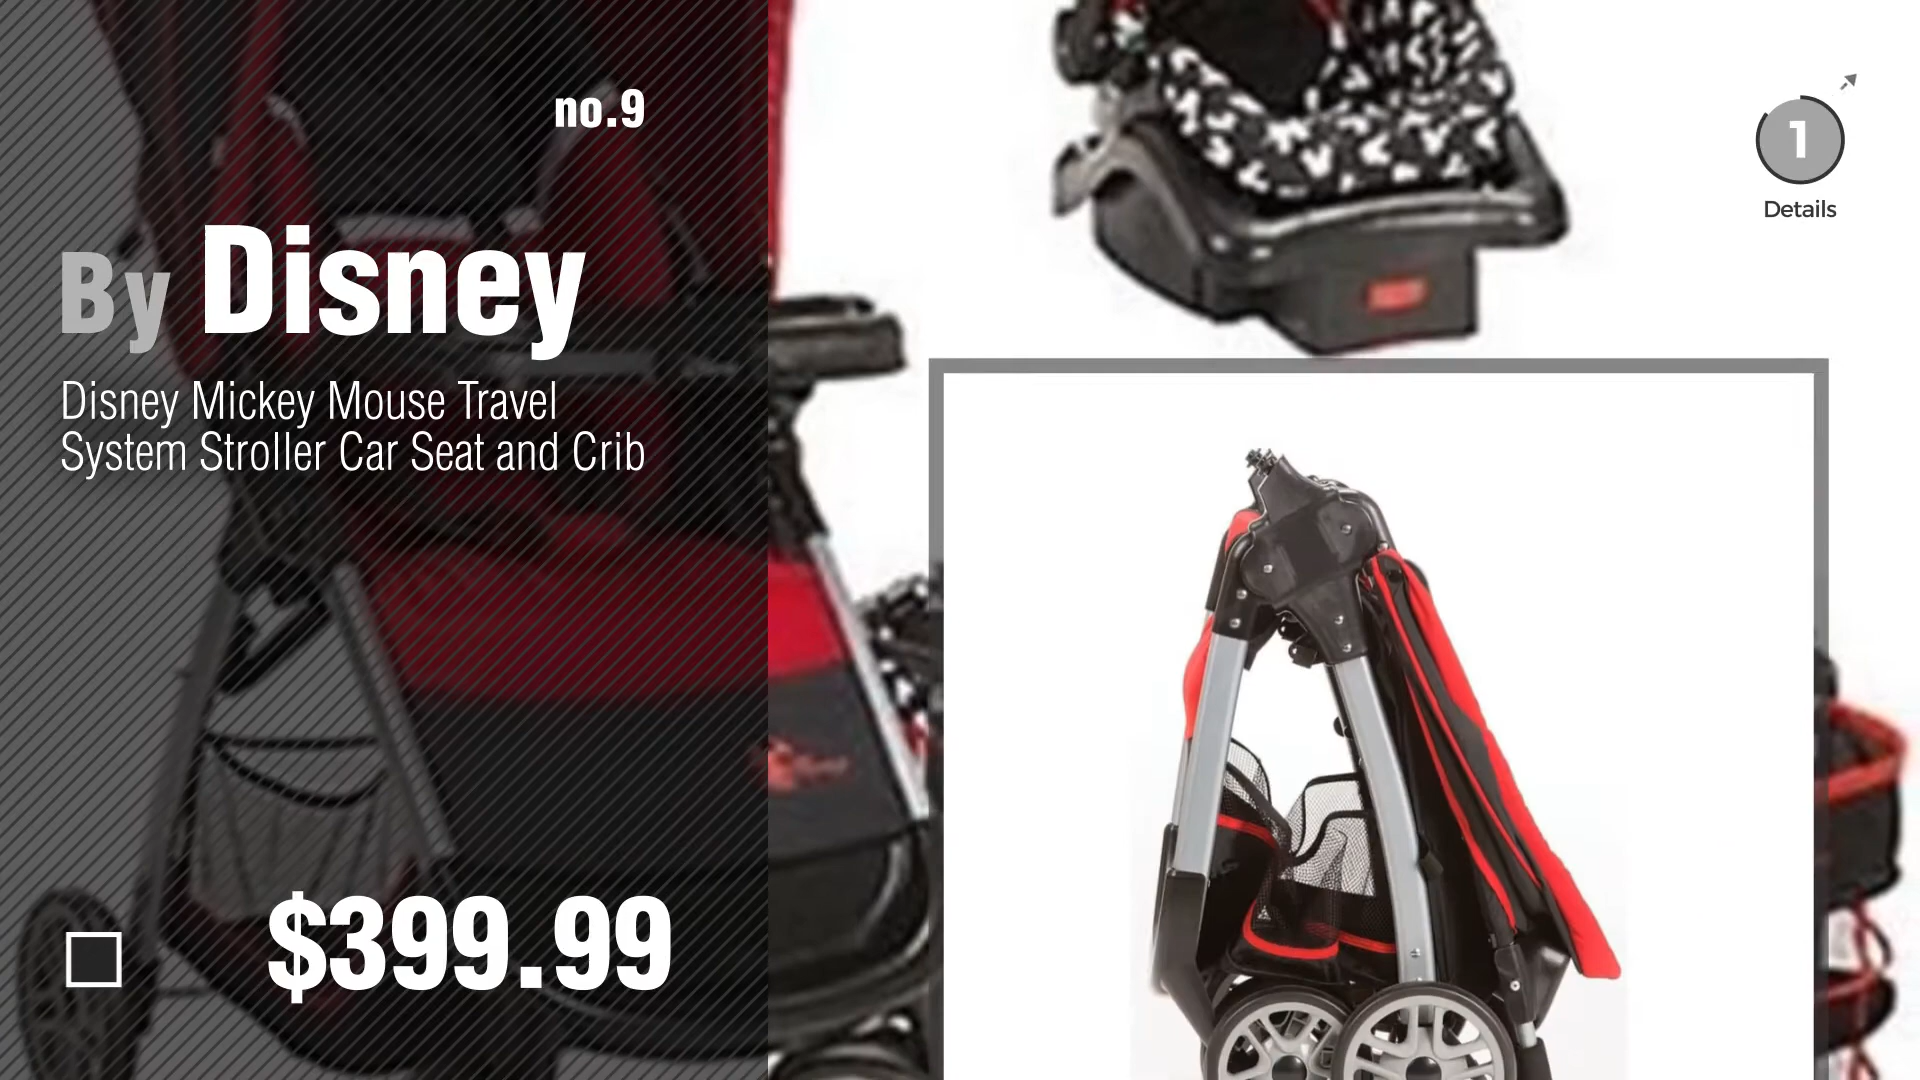 no.9
By Disney
Disney Mickey Mouse Travel
System Stroller Car Seat and Crib
$399.99
1
Details